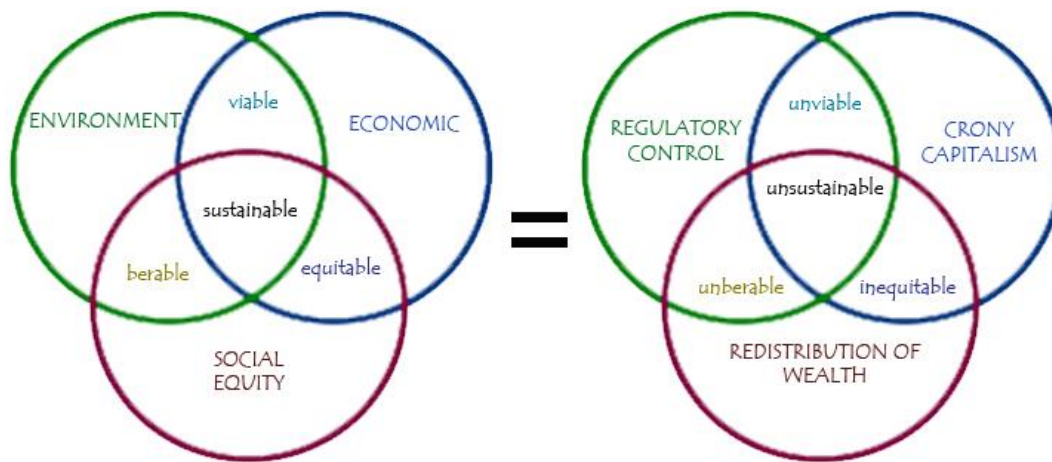 viable
ENVIRONMENT
ECONOMIC
sustainable
berable
equitable
SOCIAL
EQUITY
=
unviable
REGULATORY
CONTROL
CRONY
CAPITALISM
unsustainable
unberable
inequitable
REDISTRIBUTION OF
WEALTH